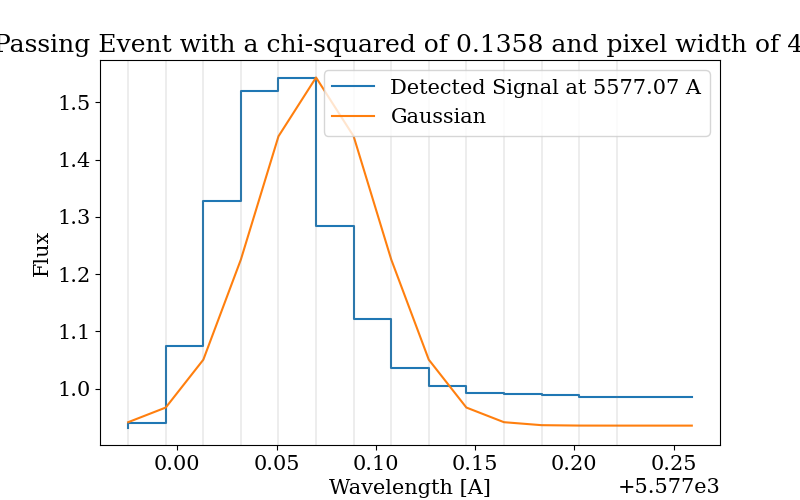 Passing Event with a chi-squared of 0.1358 and pixel width of 4
Detected Signal at 5577.07 A
Gaussian
Flux
1.5
1.4
1.3
1.2
1.1
1.0
0.00 0.05 0.10 0.15 0.20 0.25
+5.577e3
Wavelength [A]